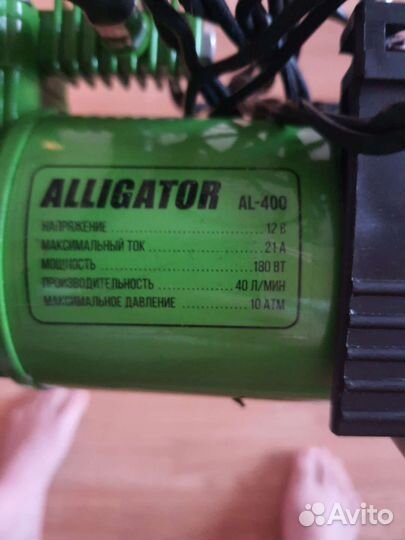 ALLIGATOR AL-400
НАПРЯЖЕНИЕ 12 В
МАКСИМАЛЬНЫЙ ТОК 21 А
МОЩНОСТЬ 180 ВТ
ПРОИЗВОДИТЕЛЬНОСТЬ 40 Л/МИН
МАКСИМАЛЬНОЕ ДАВЛЕНИЕ 10 АТМ
Avito